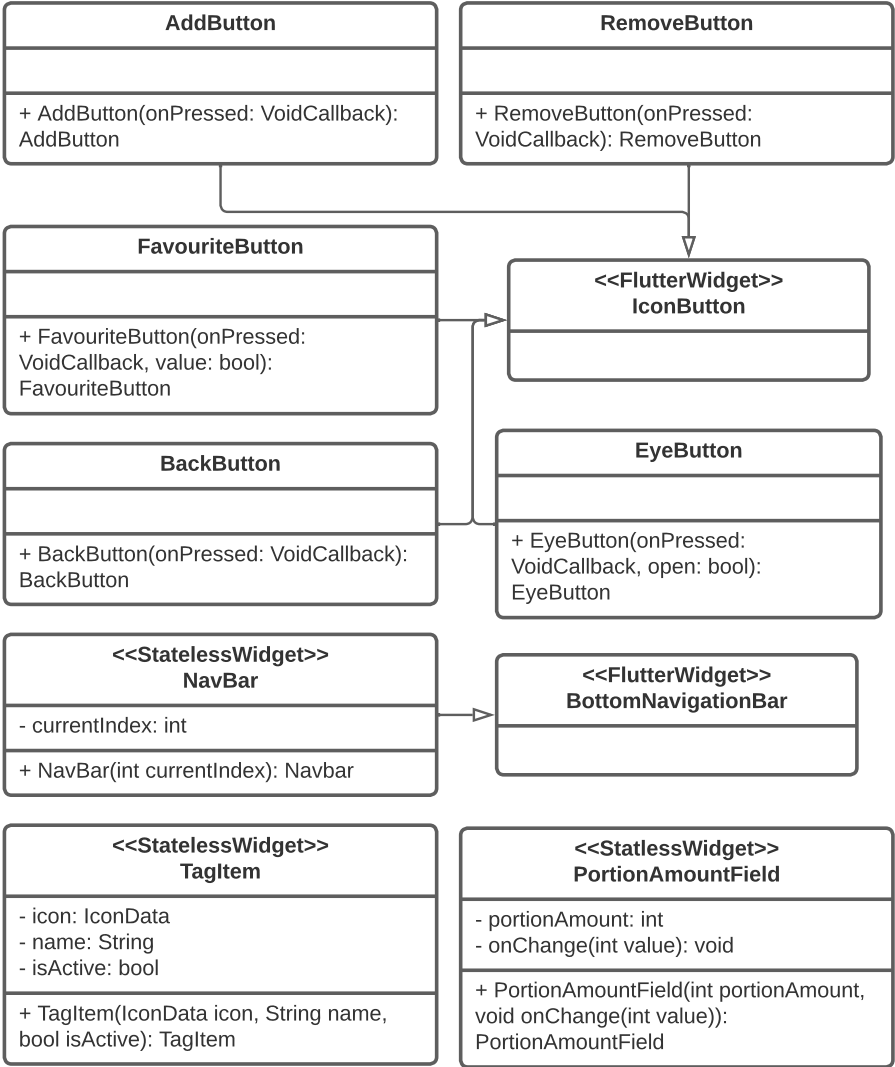 AddButton
+ AddButton(onPressed: VoidCallback):
AddButton
RemoveButton
+ RemoveButton(onPressed:
VoidCallback): RemoveButton
FavouriteButton
+ FavouriteButton(onPressed:
VoidCallback, value: bool):
FavouriteButton
<<FlutterWidget>>
IconButton
BackButton
+ BackButton(onPressed: VoidCallback):
BackButton
EyeButton
+ EyeButton(onPressed:
VoidCallback, open: bool):
EyeButton
<<StatelessWidget>>
NavBar
- currentIndex: int
+ NavBar(int currentIndex): Navbar
<<FlutterWidget>>
BottomNavigationBar
<<StatelessWidget>>
TagItem
- icon: IconData
- name: String
- isActive: bool
+ TagItem(IconData icon, String name,
bool isActive): TagItem
<<StatlessWidget>>
PortionAmountField
- portionAmount: int
- onChange(int value): void
+ PortionAmountField(int portionAmount,
void onChange(int value)):
PortionAmountField